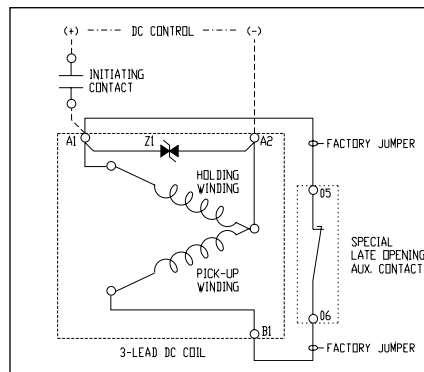 (+) DC CONTROL (-)
INITIATING
CONTACT
A1
Z1
A2
FACTORY JUMPER
HOLDING
WINDING
05
SPECIAL
LATE OPENING
AUX. CONTACT
PICK-UP
WINDING
06
B1
3-LEAD DC COIL
FACTORY JUMPER